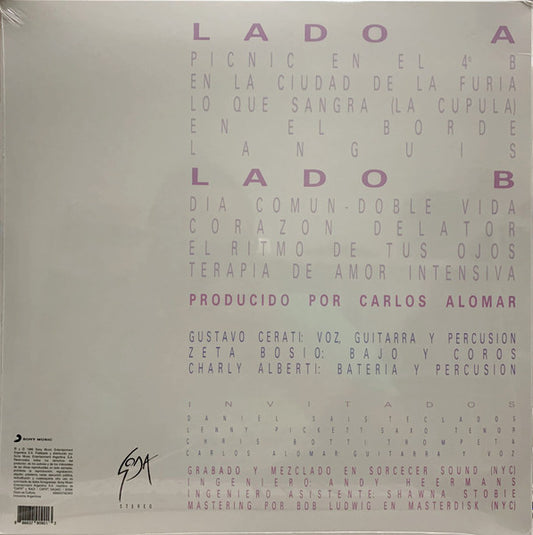 LADO A
PICNIC EN EL 4º B
EN LA CIUDAD DE LA FURIA
LO QUE SANGRA (LA CUPULA)
EN EL BORDE
LANGUIS
LADO B
DIA COMUN - DOBLE VIDA
CORAZON DELATOR
EL RITMO DE TUS OJOS
TERAPIA DE AMOR INTENSIVA
PRODUCIDO POR CARLOS ALOMAR
GUSTAVO CERATI: VOZ, GUITARRA Y PERCUSION
ZETA BOSIO: BAJO Y COROS
CHARLY ALBERTI: BATERIA Y PERCUSION
INVITADOS
DANIEL SAIS TECLADOS
LENNY PICKETT SAXO TENOR
CHRIS BOTTI TROMPETA
CARLOS ALOMAR GUITARRA Y VOZ
GRABADO Y MEZCLADO EN SORCECER SOUND (NYC)
INGENIERO ANDY HEERMANS
INGENIERO ASISTENTE: SHAWNA STOBIE
MASTERING POR BOB LUDWIG EN MASTERDISK (NYC)
SONY MUSIC
SODA
STEREO